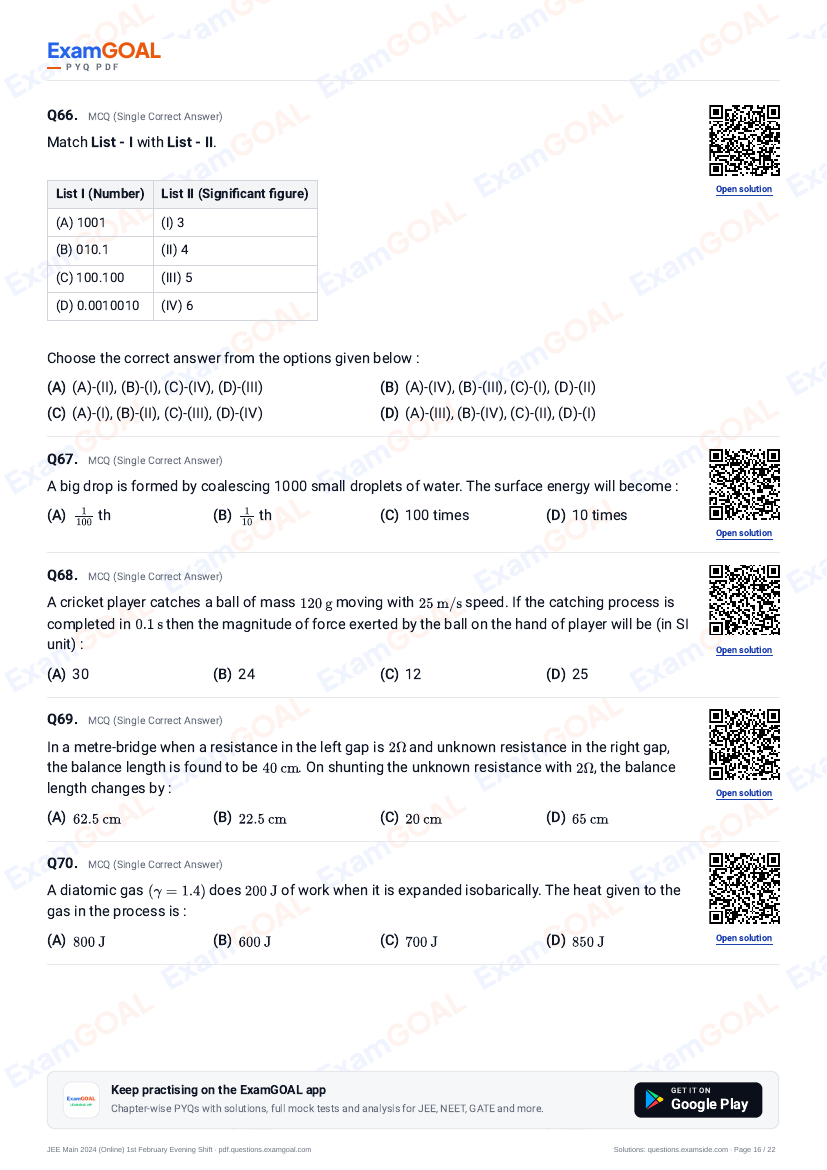 ExamGOAL
PYQ PDF
Q66. MCQ (Single Correct Answer)
Match List - I with List - II.
Open solution
List I (Number) List II (Significant figure)
(A) 1001 (I) 3
(B) 010.1 (II) 4
(C) 100.100 (III) 5
(D) 0.0010010 (IV) 6
Choose the correct answer from the options given below :
(A) (A)-(II), (B)-(I), (C)-(IV), (D)-(III) (B) (A)-(IV), (B)-(III), (C)-(I), (D)-(II)
(C) (A)-(I), (B)-(II), (C)-(III), (D)-(IV) (D) (A)-(III), (B)-(IV), (C)-(II), (D)-(I)
Q67. MCQ (Single Correct Answer)
A big drop is formed by coalescing 1000 small droplets of water. The surface energy will become :
(A) 1/100 th (B) 1/10 th (C) 100 times (D) 10 times
Open solution
Q68. MCQ (Single Correct Answer)
A cricket player catches a ball of mass 120 g moving with 25 m/s speed. If the catching process is
completed in 0.1 s then the magnitude of force exerted by the ball on the hand of player will be (in SI
unit) :
Open solution
(A) 30 (B) 24 (C) 12 (D) 25
Q69. MCQ (Single Correct Answer)
In a metre-bridge when a resistance in the left gap is 2Ω and unknown resistance in the right gap,
the balance length is found to be 40 cm. On shunting the unknown resistance with 2Ω, the balance
length changes by :
Open solution
(A) 62.5 cm (B) 22.5 cm (C) 20 cm (D) 65 cm
Q70. MCQ (Single Correct Answer)
A diatomic gas (γ = 1.4) does 200 J of work when it is expanded isobarically. The heat given to the
gas in the process is :
(A) 800 J (B) 600 J (C) 700 J (D) 850 J
Open solution
ExamGOAL
Keep practising on the ExamGOAL app
Chapter-wise PYQs with solutions, full mock tests and analysis for JEE, NEET, GATE and more.
GET IT ON
Google Play
JEE Main 2024 (Online) 1st February Evening Shift · pdf.questions.examgoal.com Solutions: questions.examside.com · Page 16 / 22